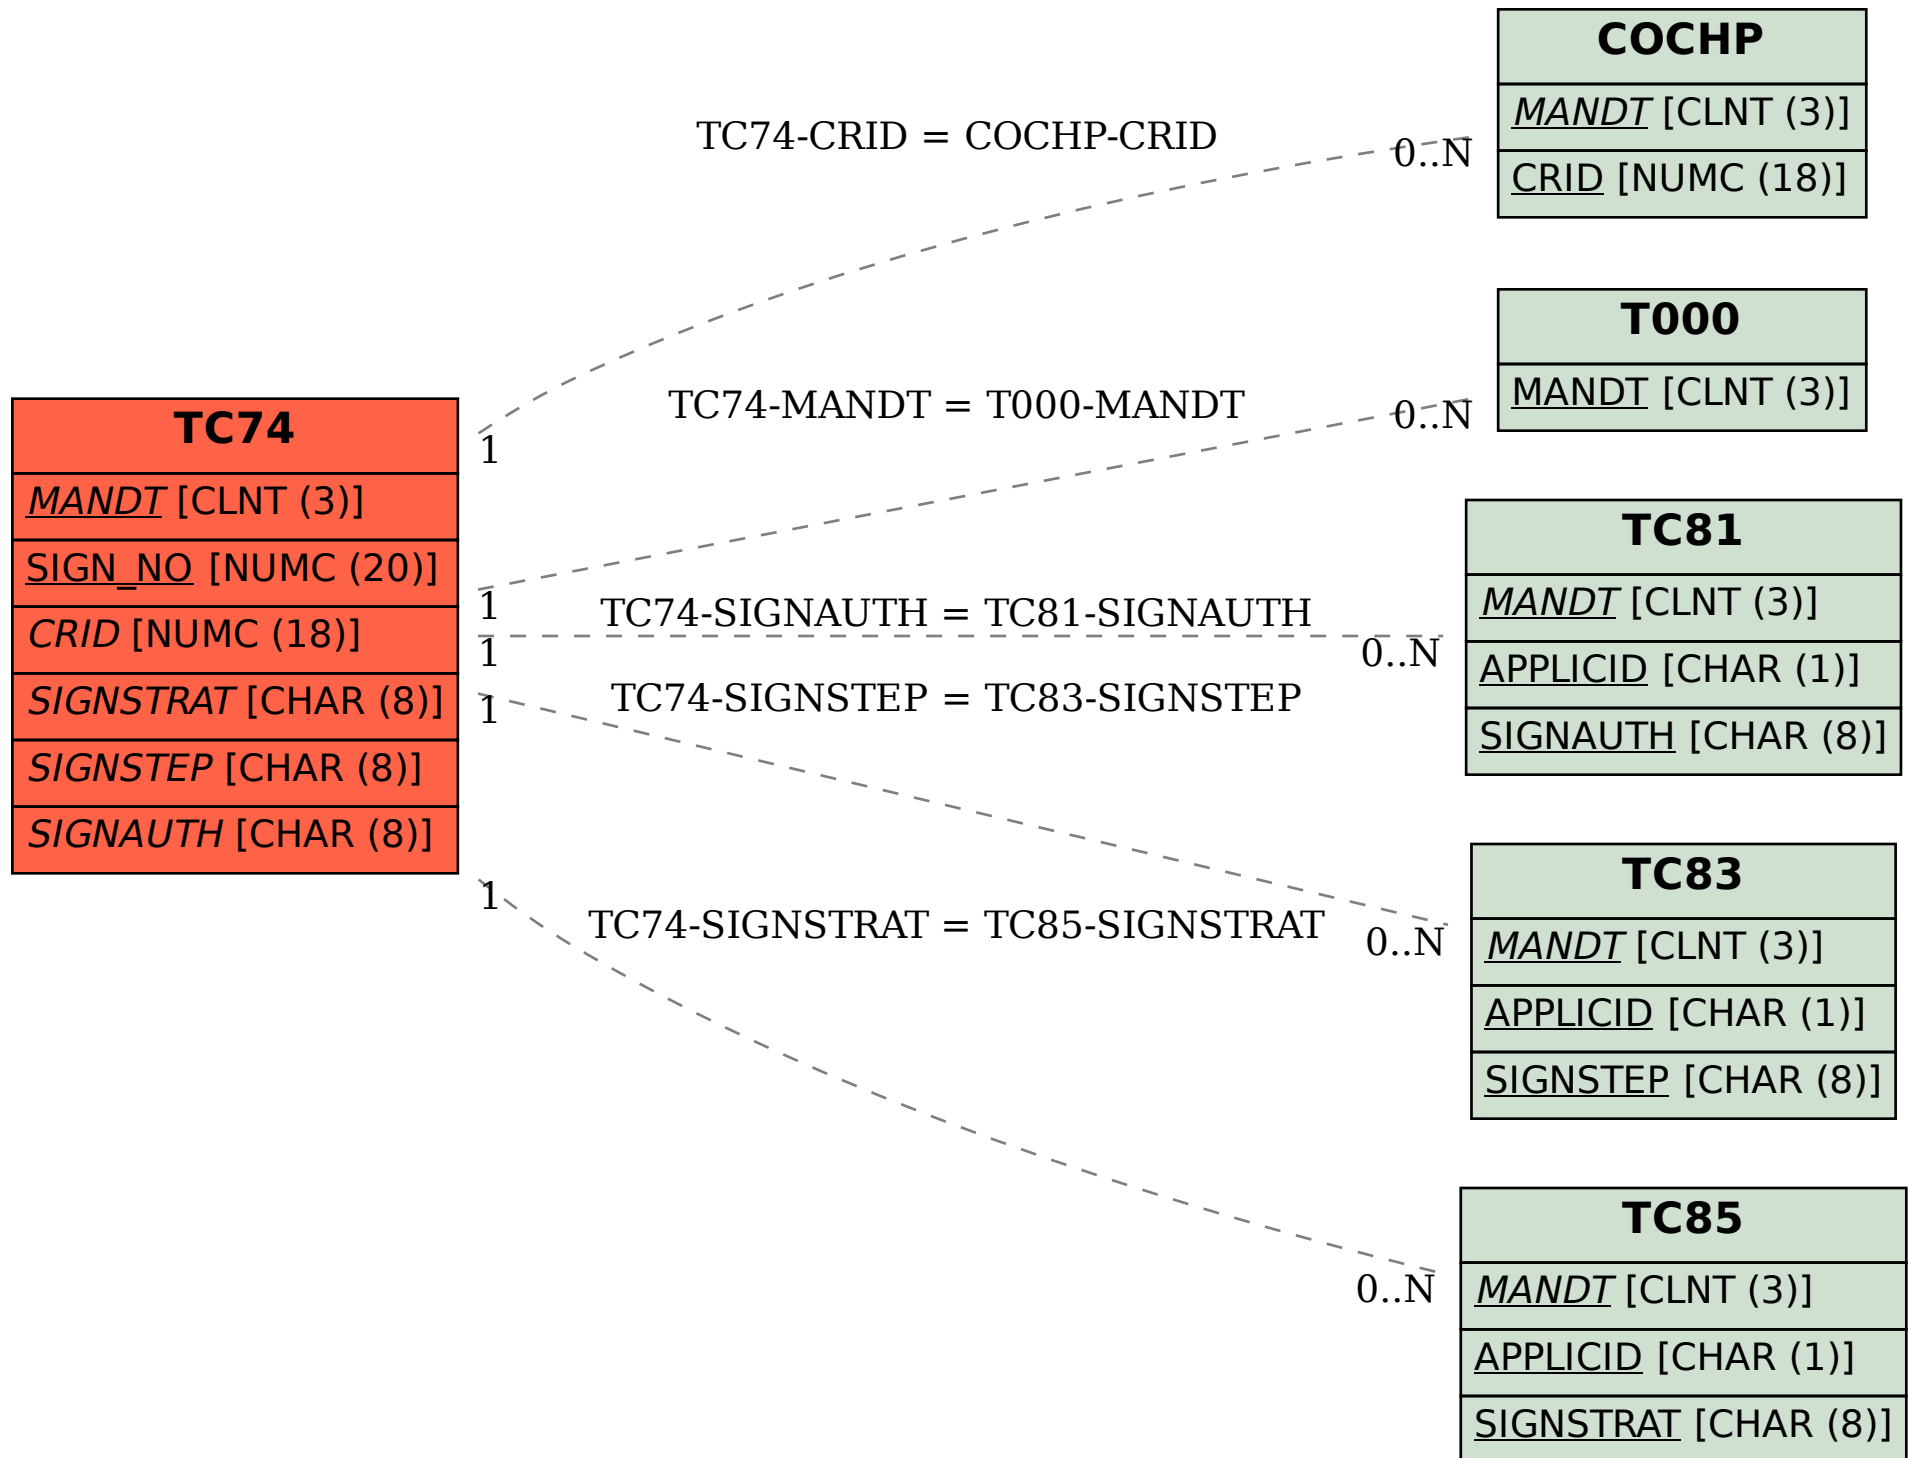 COCHP
MANDT [CLNT (3)]
CRID [NUMC (18)]
TC74-CRID = COCHP-CRID
0..N
1
T000
MANDT [CLNT (3)]
TC74-MANDT = T000-MANDT
0..N
1
TC74
MANDT [CLNT (3)]
SIGN_NO [NUMC (20)]
CRID [NUMC (18)]
SIGNSTRAT [CHAR (8)]
SIGNSTEP [CHAR (8)]
SIGNAUTH [CHAR (8)]
TC81
MANDT [CLNT (3)]
APPLICID [CHAR (1)]
SIGNAUTH [CHAR (8)]
TC74-SIGNAUTH = TC81-SIGNAUTH
1
0..N
TC74-SIGNSTEP = TC83-SIGNSTEP
1
0..N
TC83
MANDT [CLNT (3)]
APPLICID [CHAR (1)]
SIGNSTEP [CHAR (8)]
TC74-SIGNSTRAT = TC85-SIGNSTRAT
1
0..N
TC85
MANDT [CLNT (3)]
APPLICID [CHAR (1)]
SIGNSTRAT [CHAR (8)]